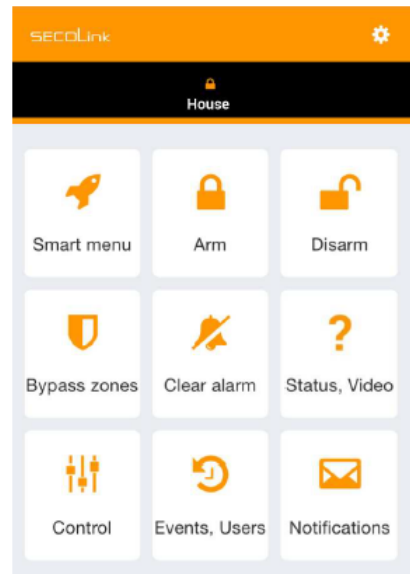 SECOLINK
House
Smart menu
Arm
Disarm
Bypass zones
Clear alarm
Status, Video
Control
Events, Users
Notifications